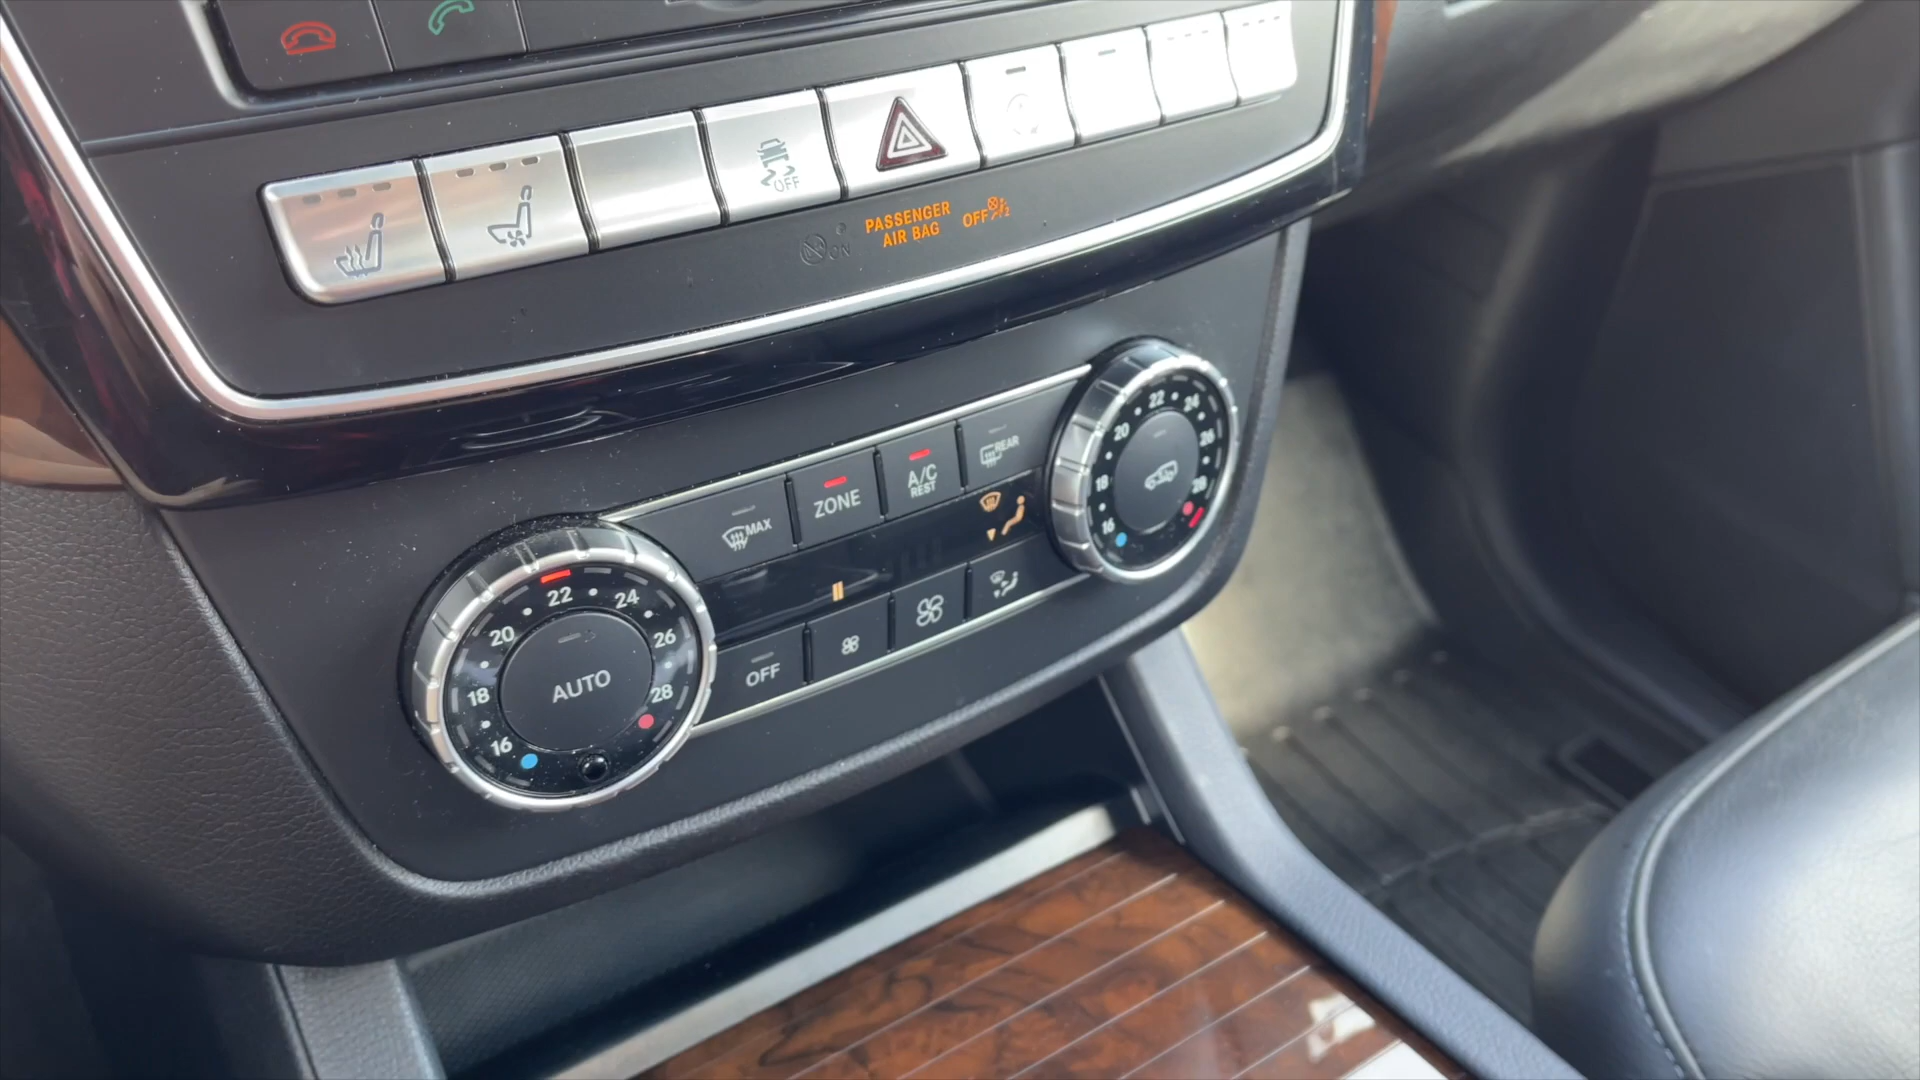 OFF
ON
PASSENGER
AIR BAG
OFF
MAX
ZONE
A/C
REST
REAR
OFF
16
18
20
22
24
26
28
AUTO
16
18
20
22
24
26
28